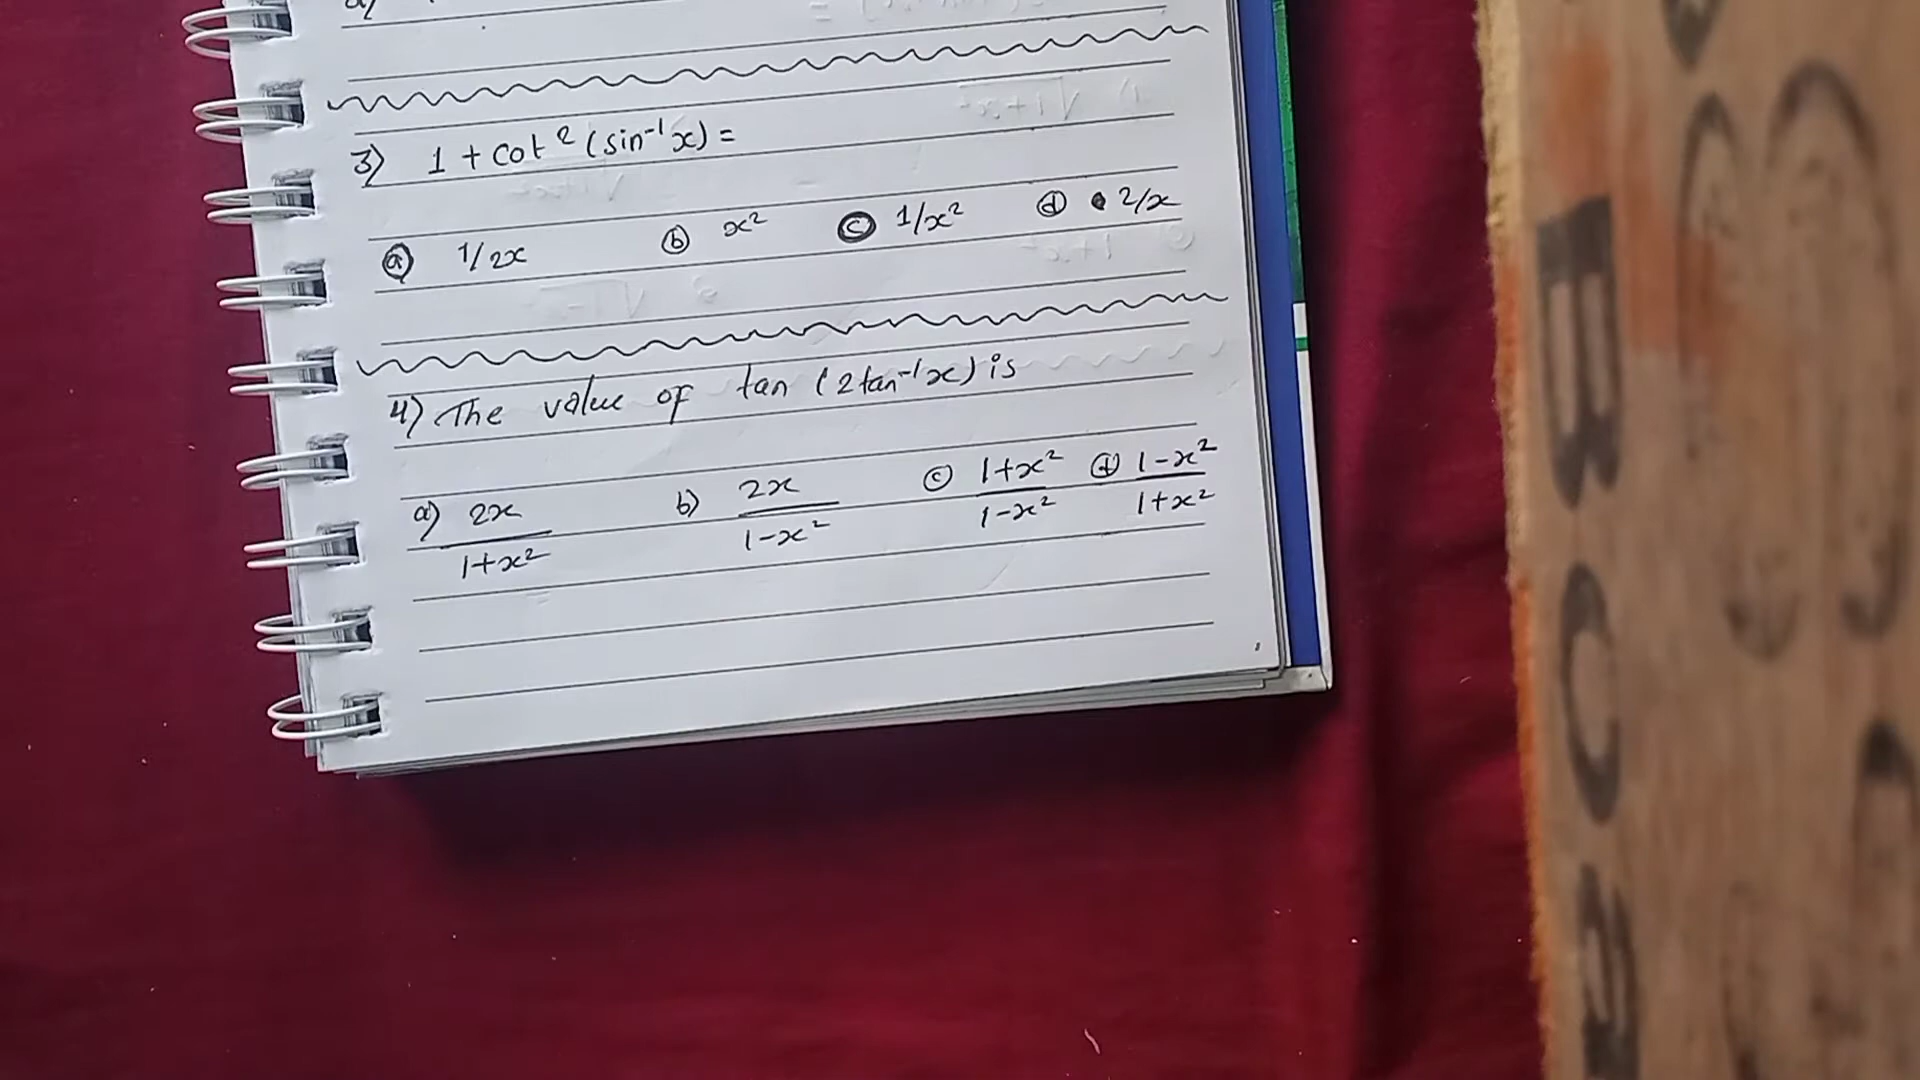 3) 1 + cot² (sin⁻¹x) =
ⓐ 1/2x ⓑ x² ⓒ 1/x² ⓓ 2/x
4) The value of tan (2tan⁻¹x) is
a) 2x/1+x² b) 2x/1-x² ⓒ 1+x²/1-x² ⓓ 1-x²/1+x²